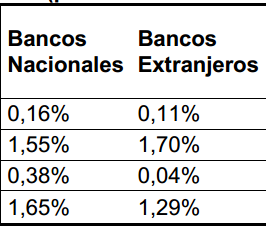 Bancos Bancos
Nacionales Extranjeros
0,16% 0,11%
1,55% 1,70%
0,38% 0,04%
1,65% 1,29%